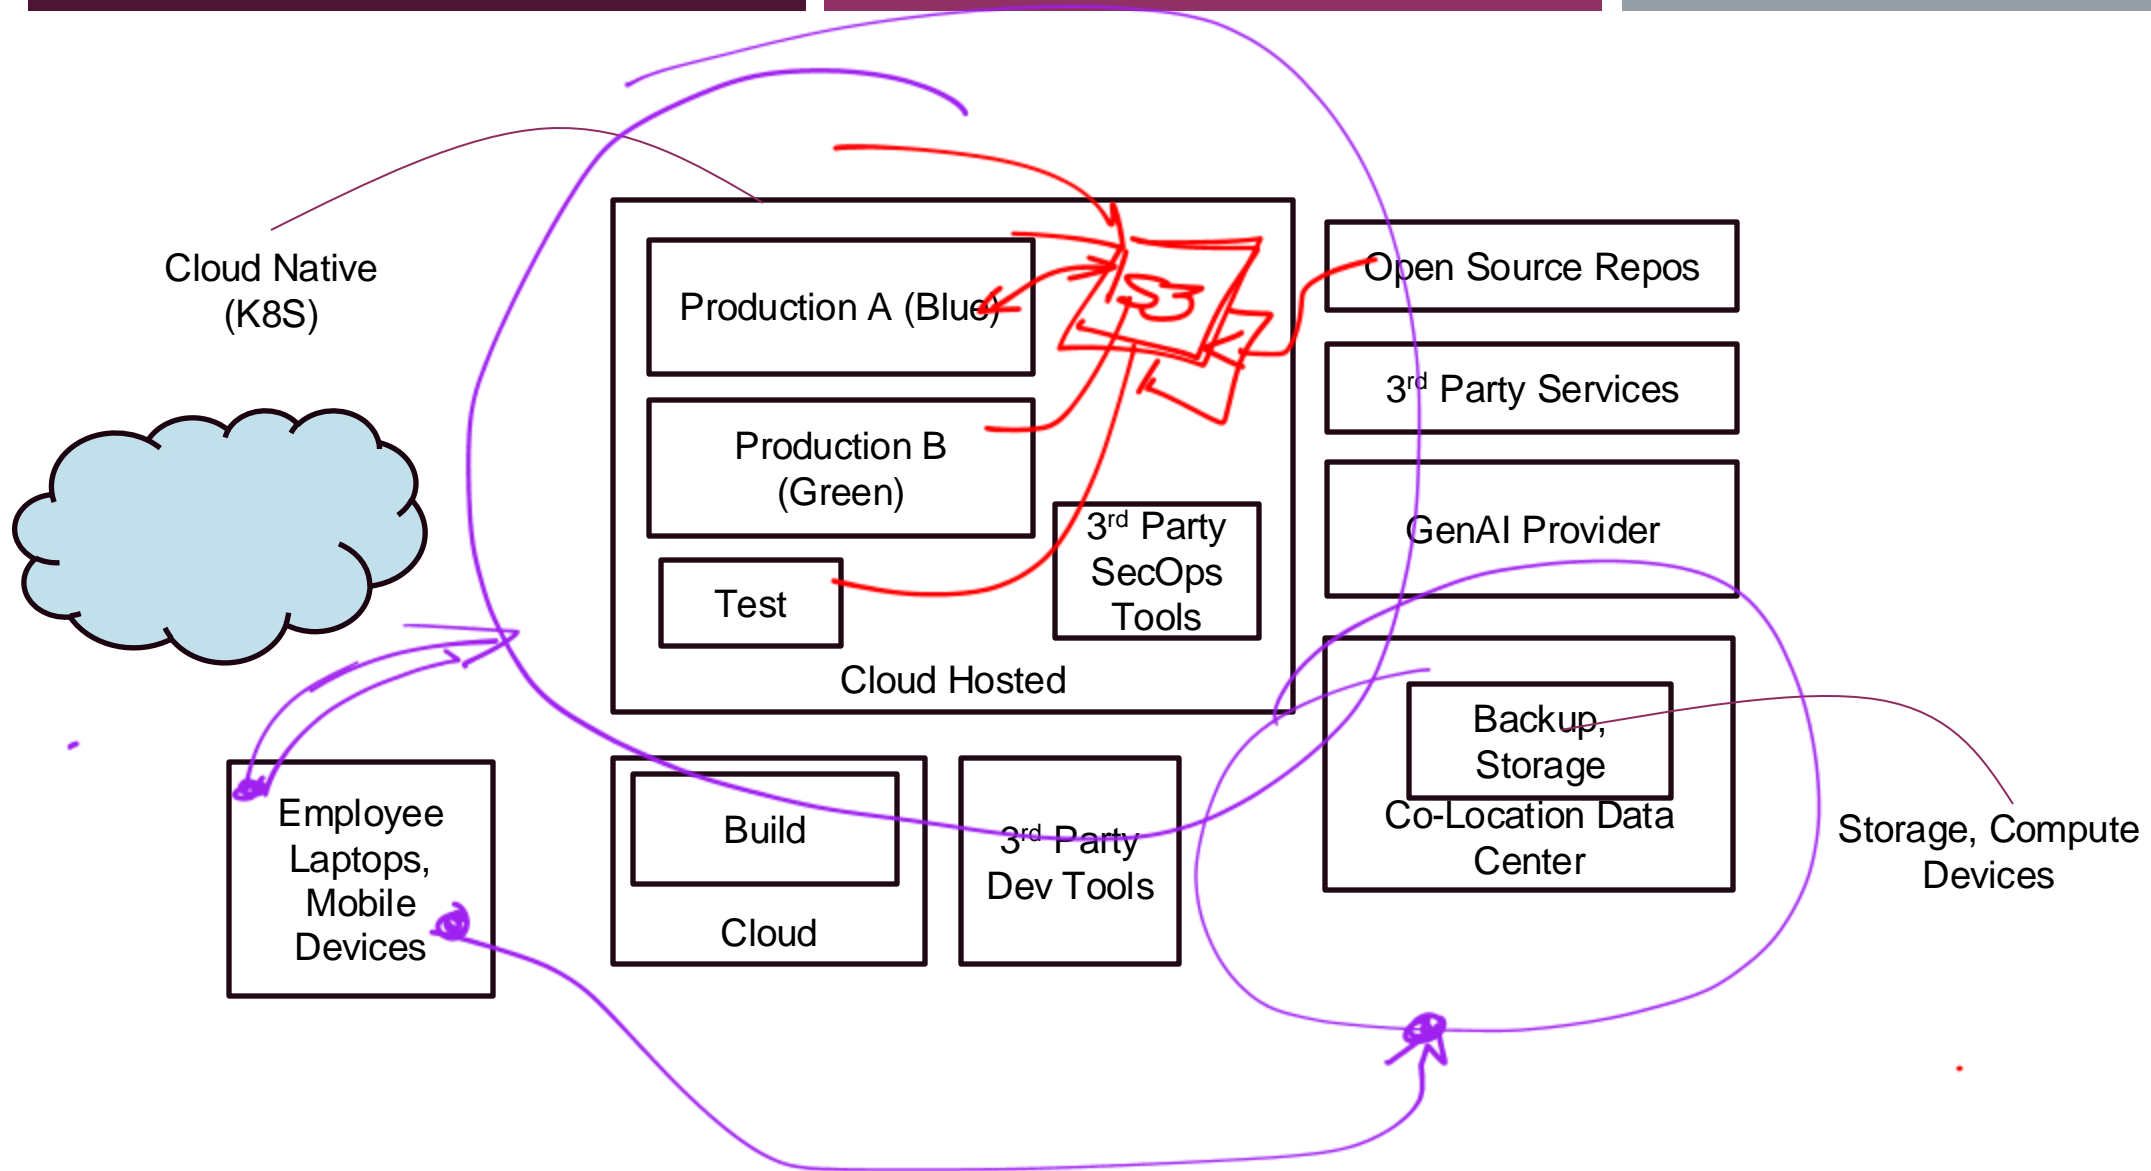 Cloud Native
(K8S)
Production A (Blue)
S3
Production B
(Green)
Test
3rd Party
SecOps
Tools
Cloud Hosted
Open Source Repos
3rd Party Services
GenAI Provider
Backup,
Storage
Co-Location Data
Center
Storage, Compute
Devices
Employee
Laptops,
Mobile
Devices
Build
Cloud
3rd Party
Dev Tools